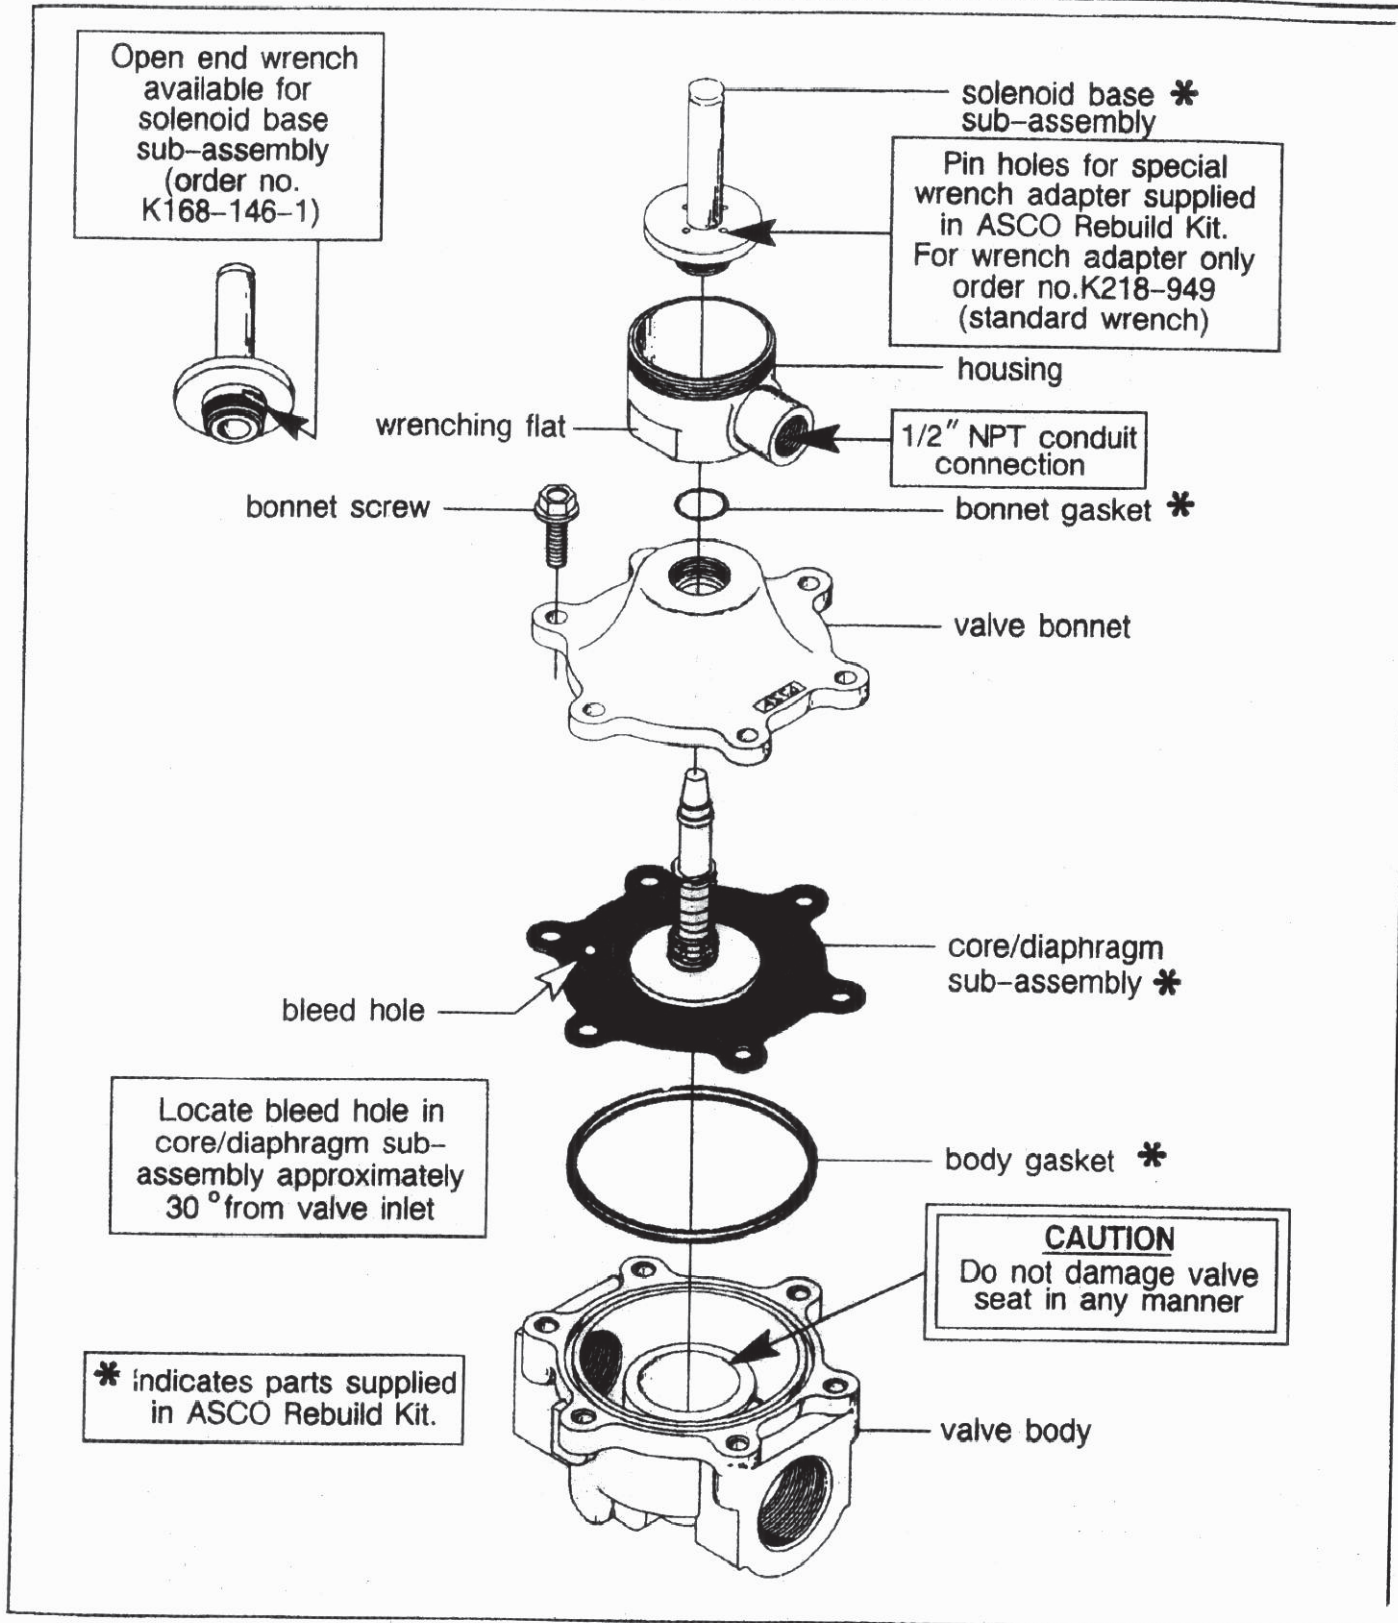 Open end wrench
available for
solenoid base
sub-assembly
(order no.
K168-146-1)
solenoid base *
sub-assembly
Pin holes for special
wrench adapter supplied
in ASCO Rebuild Kit.
For wrench adapter only
order no.K218-949
(standard wrench)
housing
wrenching flat
1/2" NPT conduit
connection
bonnet screw
bonnet gasket *
valve bonnet
core/diaphragm
sub-assembly *
bleed hole
Locate bleed hole in
core/diaphragm sub-
assembly approximately
30° from valve inlet
body gasket *
CAUTION
Do not damage valve
seat in any manner
* indicates parts supplied
in ASCO Rebuild Kit.
valve body